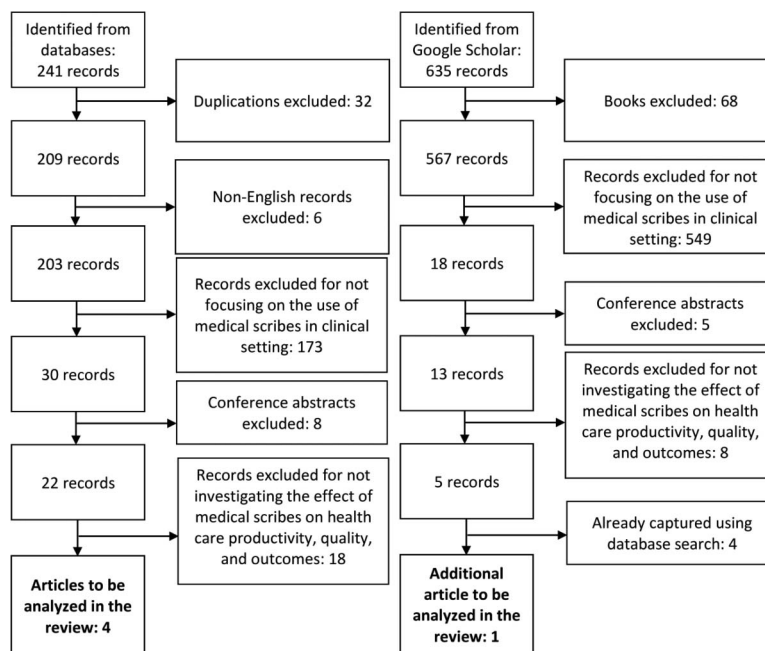 Identified from
databases:
241 records
Duplications excluded: 32
209 records
Non-English records
excluded: 6
203 records
Records excluded for not
focusing on the use of
medical scribes in clinical
setting: 173
30 records
Conference abstracts
excluded: 8
22 records
Records excluded for not
investigating the effect of
medical scribes on health
care productivity, quality,
and outcomes: 18
Articles to be
analyzed in the
review: 4
Identified from
Google Scholar:
635 records
Books excluded: 68
567 records
Records excluded for not
focusing on the use of
medical scribes in clinical
setting: 549
18 records
Conference abstracts
excluded: 5
13 records
Records excluded for not
investigating the effect of
medical scribes on health
care productivity, quality,
and outcomes: 8
5 records
Already captured using
database search: 4
Additional
article to be
analyzed in the
review: 1